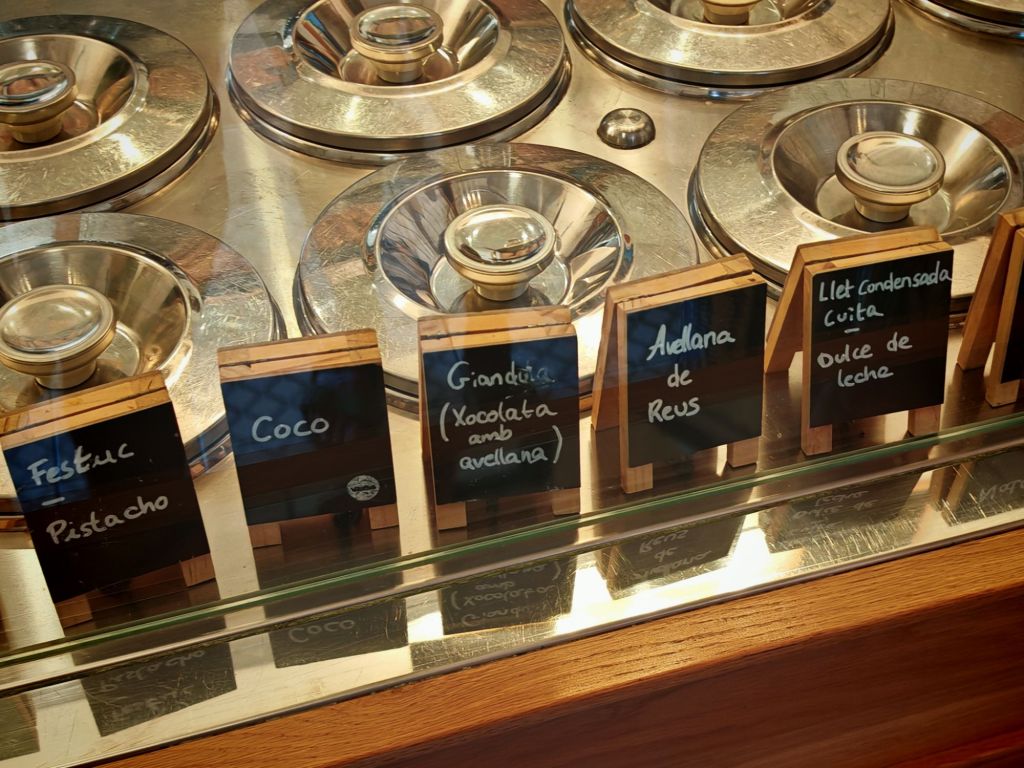 Festuc
-
Pistacho
Coco
Gianduia
(Xocolata
amb
avellana)
Avellana
de
Reus
Llet Condensada
cuita
-
Dulce de
leche